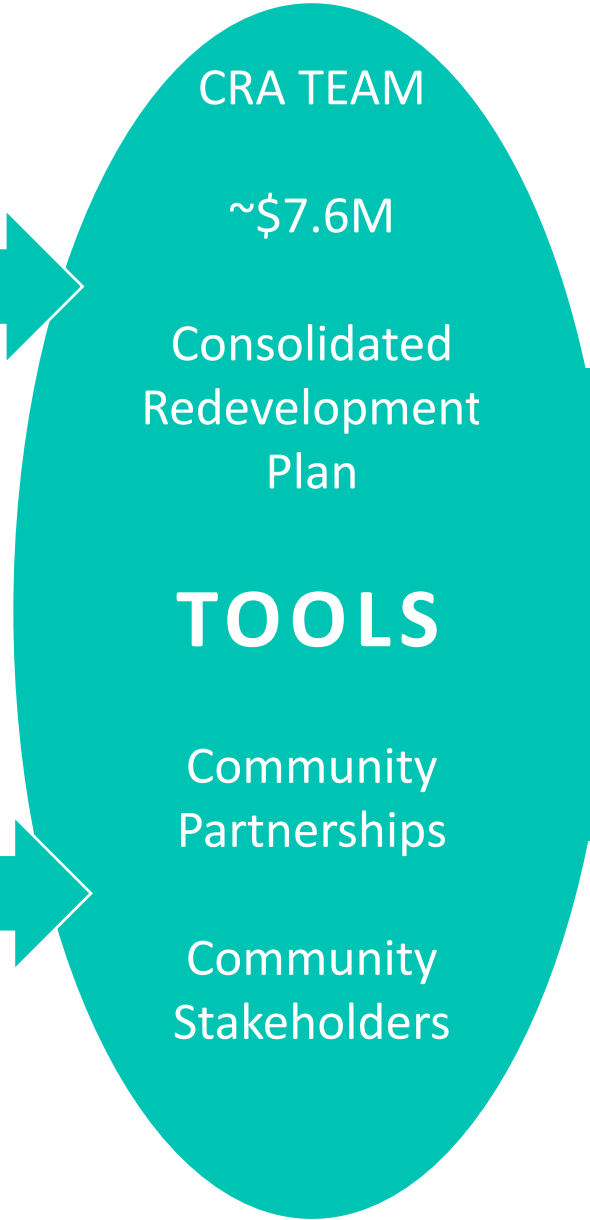 CRA TEAM
~$7.6M
Consolidated
Redevelopment
Plan
TOOLS
Community
Partnerships
Community
Stakeholders